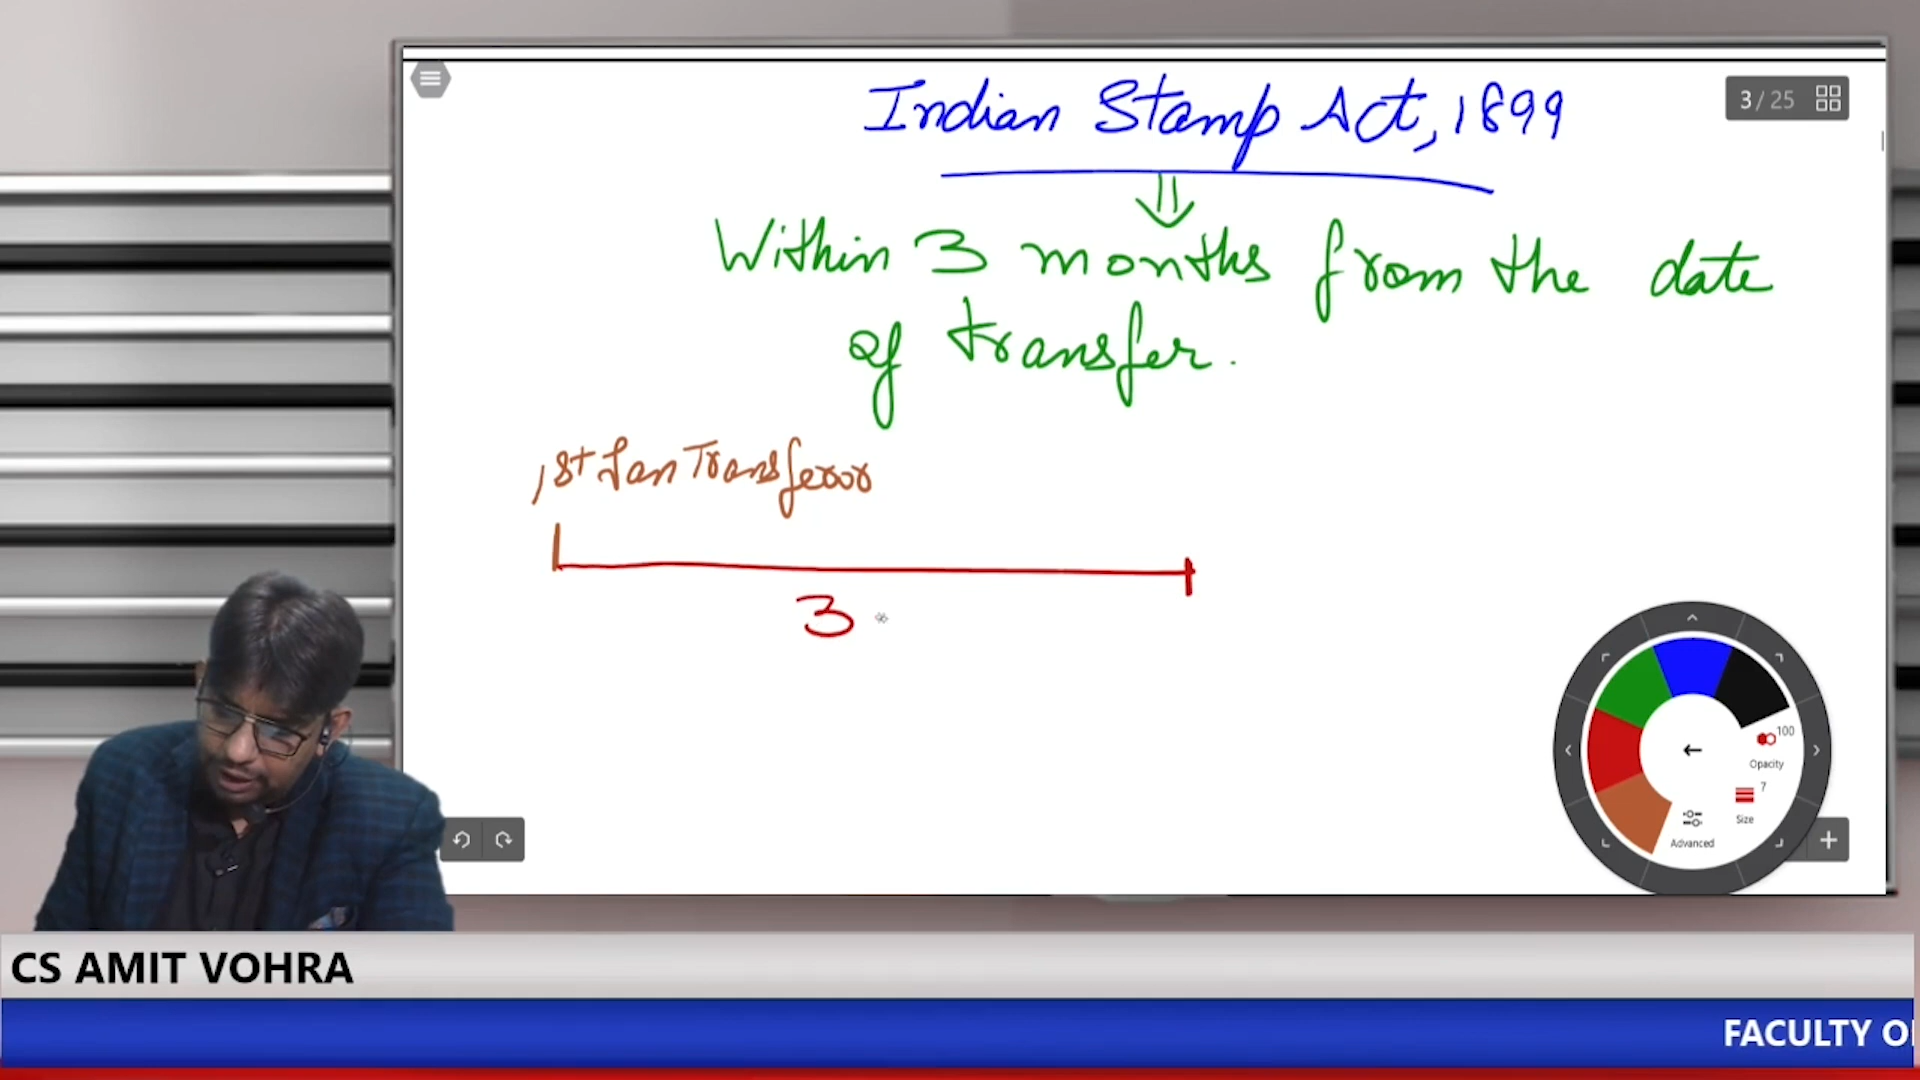 Indian Stamp Act, 1899
3 / 25
Within 3 months from the date
of transfer.
1st Jan Transferor
3
100
Opacity
7
Size
Advanced
CS AMIT VOHRA
FACULTY O